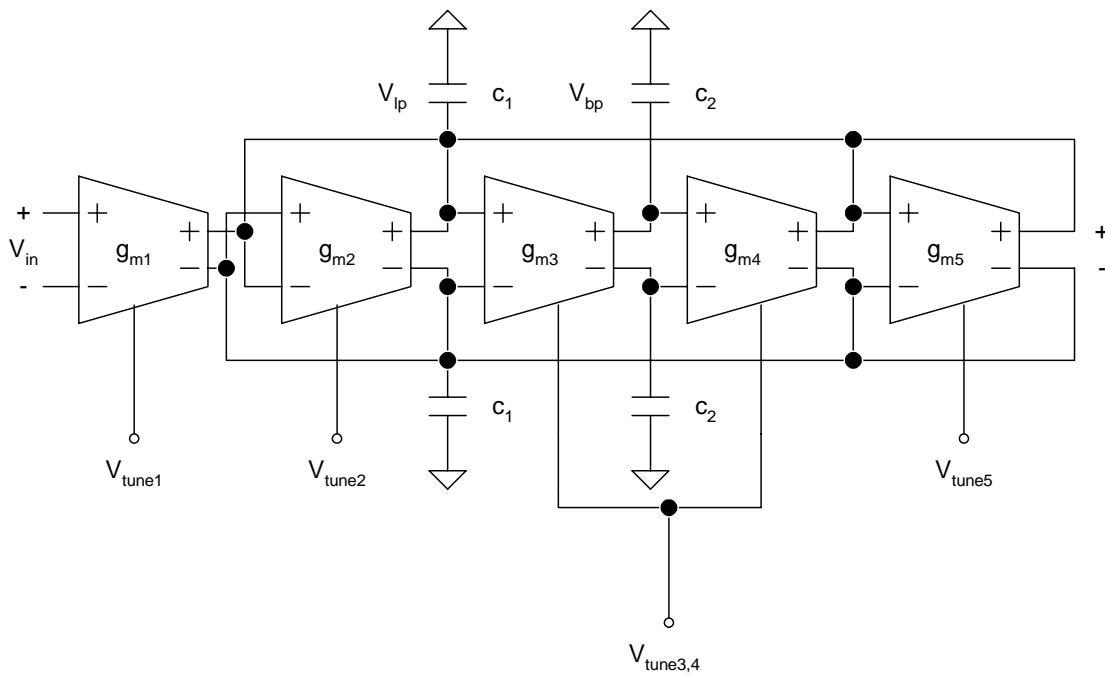 V_lp c_1 V_bp c_2
+ + + + + +
+ + + + + +
V_in g_m1 g_m2 g_m3 g_m4 g_m5
− − − − − -
- − − − − −
c_1 c_2
V_tune1 V_tune2 V_tune5
V_tune3,4